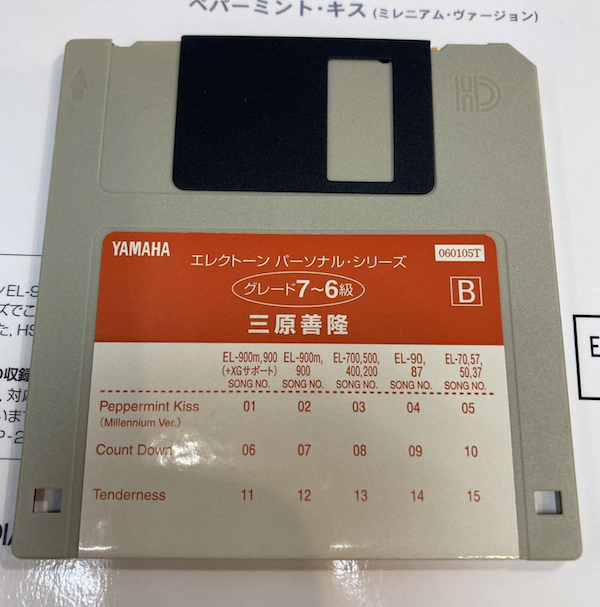 ペパーミント・キス (ミレニアム・ヴァージョン)
HD
YAMAHA
エレクトーン パーソナル・シリーズ
060105T
グレード7～6級
B
三原善隆
EL-900m,900 EL-900m, EL-700,500, EL-90, EL-70,57,
(+XGサポート) 900 400,200 87 50,37
SONG NO. SONG NO. SONG NO. SONG NO. SONG NO.
Peppermint Kiss 01 02 03 04 05
(Millennium Ver.)
Count Down 06 07 08 09 10
Tenderness 11 12 13 14 15